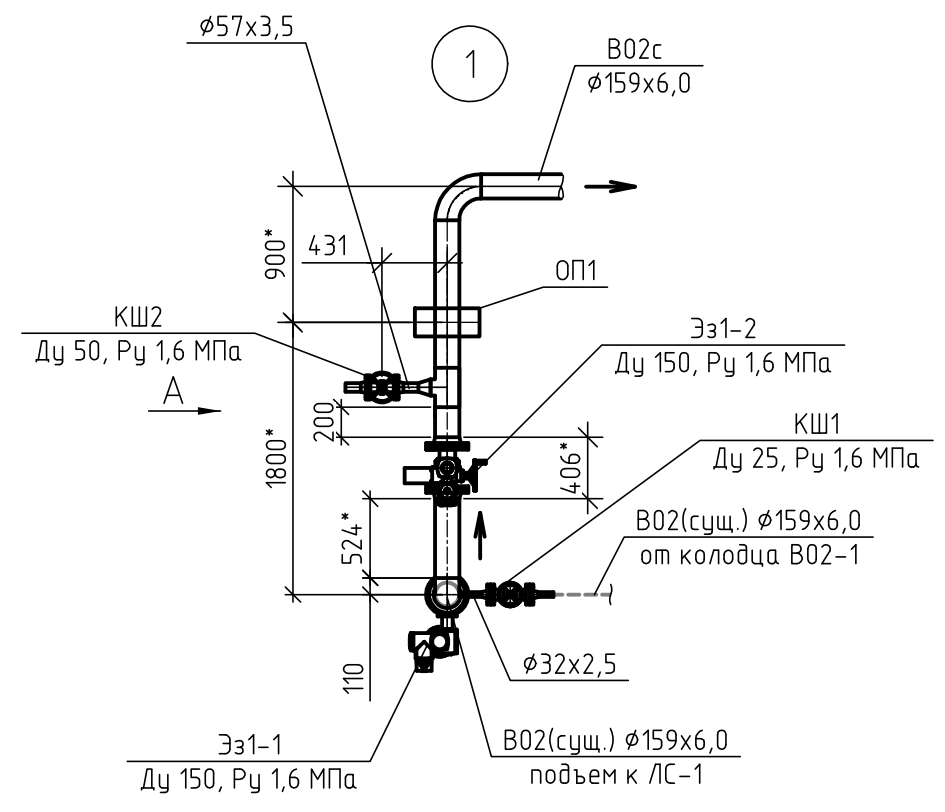 Ø57x3,5
1
В02с
Ø159x6,0
900*
431
ОП1
КШ2
Ду 50, Ру 1,6 МПа
А
Эз1-2
Ду 150, Ру 1,6 МПа
200
1800*
406*
КШ1
Ду 25, Ру 1,6 МПа
524*
В02(сущ.) Ø159x6,0
от колодца В02-1
110
Ø32x2,5
Эз1-1
Ду 150, Ру 1,6 МПа
В02(сущ.) Ø159x6,0
подъем к ЛС-1